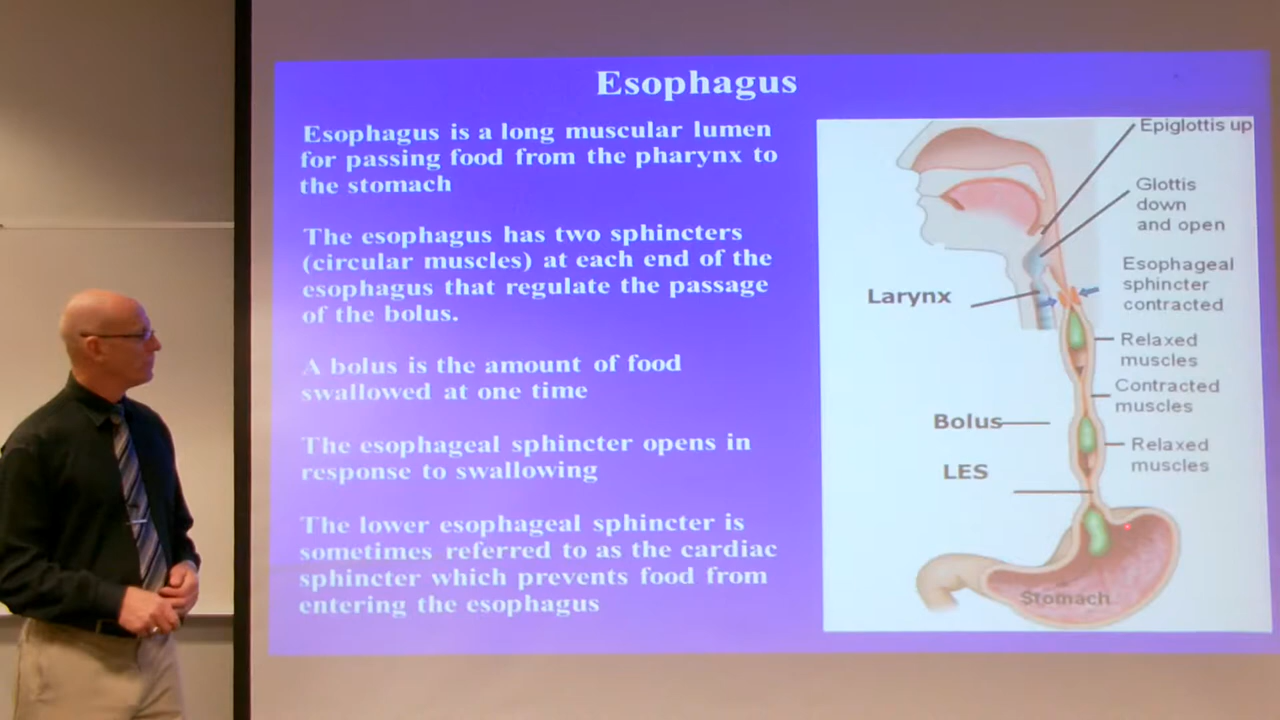 Esophagus
Esophagus is a long muscular lumen
for passing food from the pharynx to
the stomach
The esophagus has two sphincters
(circular muscles) at each end of the
esophagus that regulate the passage
of the bolus.
A bolus is the amount of food
swallowed at one time
The esophageal sphincter opens in
response to swallowing
The lower esophageal sphincter is
sometimes referred to as the cardiac
sphincter which prevents food from
entering the esophagus
Epiglottis up
Glottis
down
and open
Esophageal
sphincter
contracted
Larynx
Relaxed
muscles
Contracted
muscles
Bolus
Relaxed
muscles
LES
Stomach